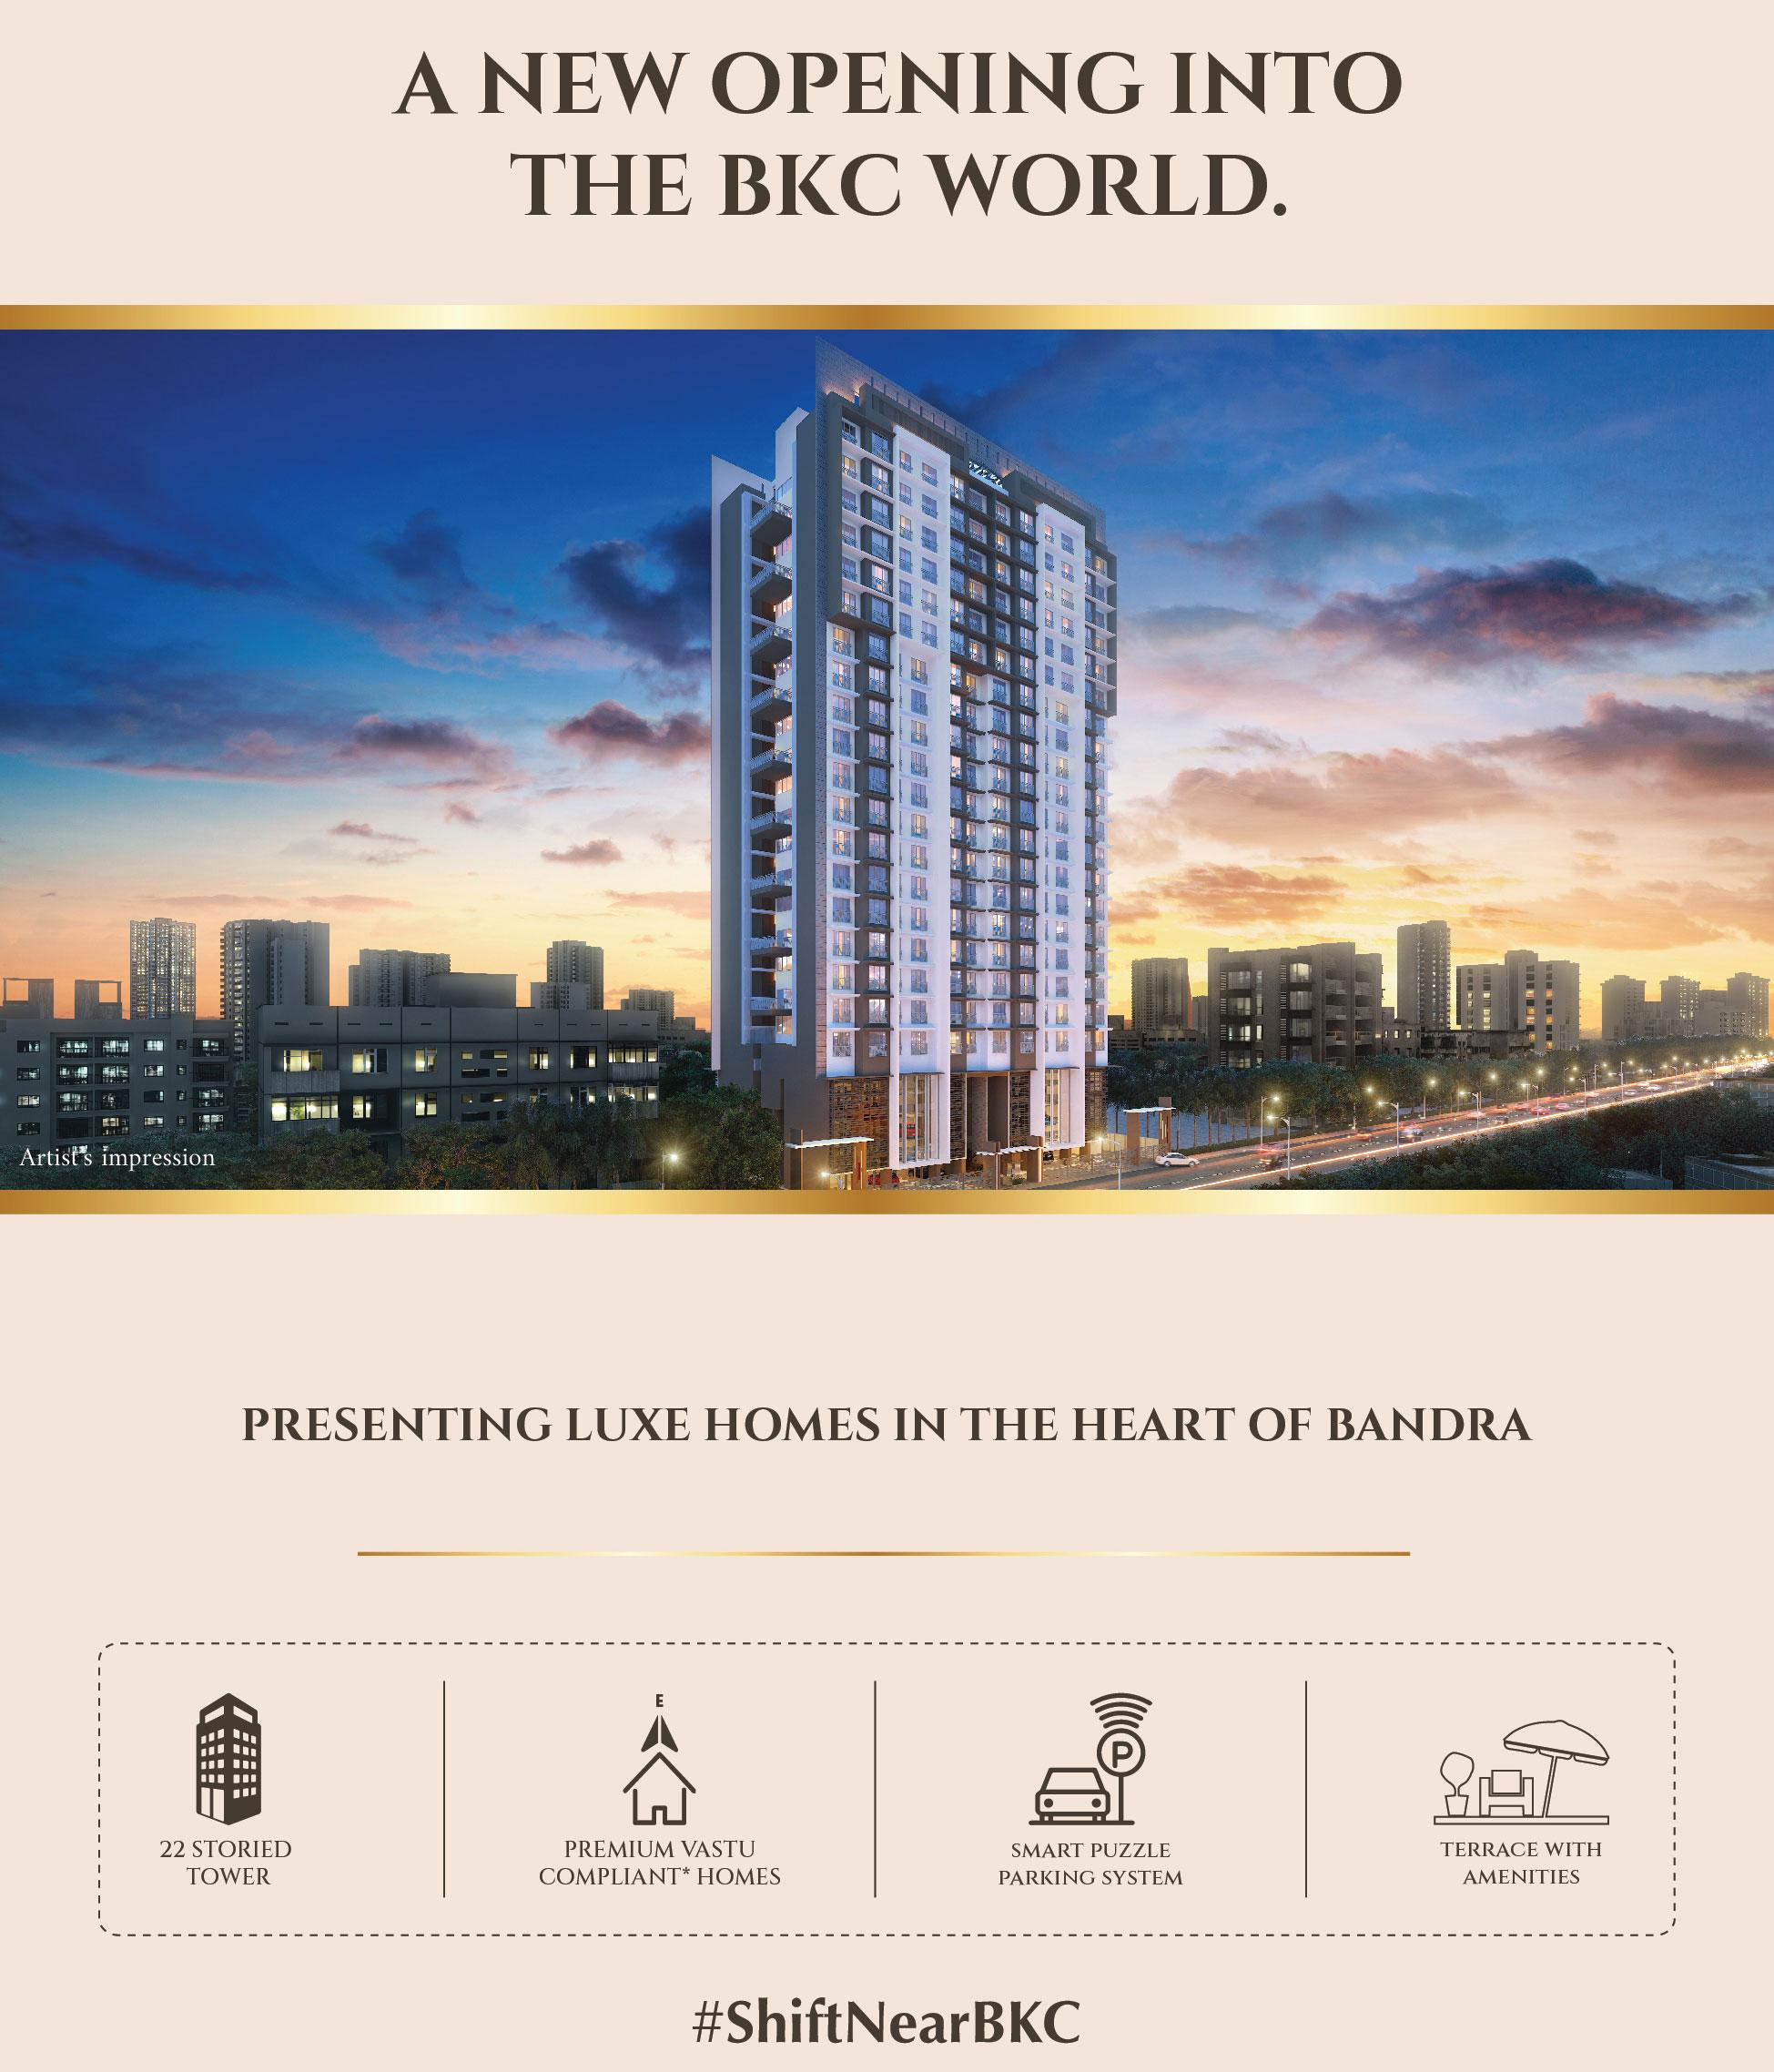 A NEW OPENING INTO
THE BKC WORLD.
Artist's impression
PRESENTING LUXE HOMES IN THE HEART OF BANDRA
E
P
22 STORIED
TOWER
PREMIUM VASTU
COMPLIANT* HOMES
SMART PUZZLE
PARKING SYSTEM
TERRACE WITH
AMENITIES
#ShiftNearBKC